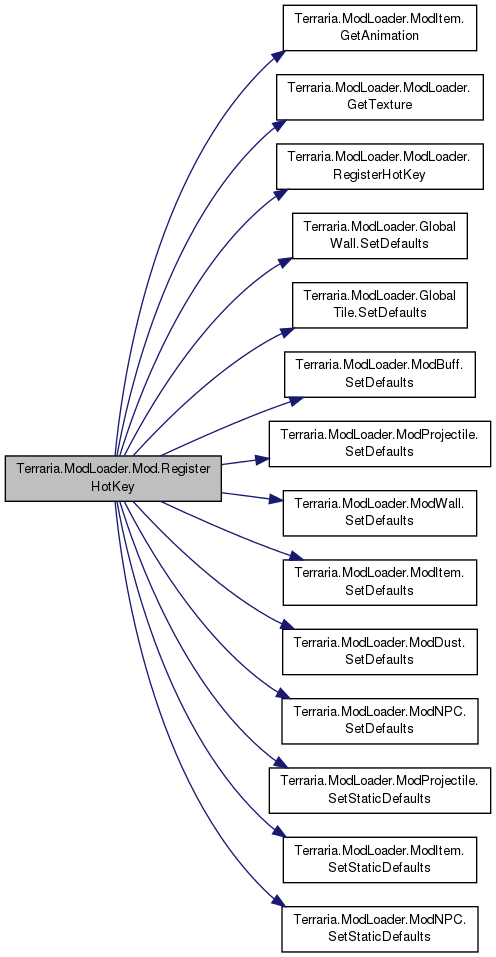 Terraria.ModLoader.ModItem.
GetAnimation
Terraria.ModLoader.ModLoader.
GetTexture
Terraria.ModLoader.ModLoader.
RegisterHotKey
Terraria.ModLoader.Global
Wall.SetDefaults
Terraria.ModLoader.Global
Tile.SetDefaults
Terraria.ModLoader.ModBuff.
SetDefaults
Terraria.ModLoader.ModProjectile.
SetDefaults
Terraria.ModLoader.Mod.Register
HotKey
Terraria.ModLoader.ModWall.
SetDefaults
Terraria.ModLoader.ModItem.
SetDefaults
Terraria.ModLoader.ModDust.
SetDefaults
Terraria.ModLoader.ModNPC.
SetDefaults
Terraria.ModLoader.ModProjectile.
SetStaticDefaults
Terraria.ModLoader.ModItem.
SetStaticDefaults
Terraria.ModLoader.ModNPC.
SetStaticDefaults